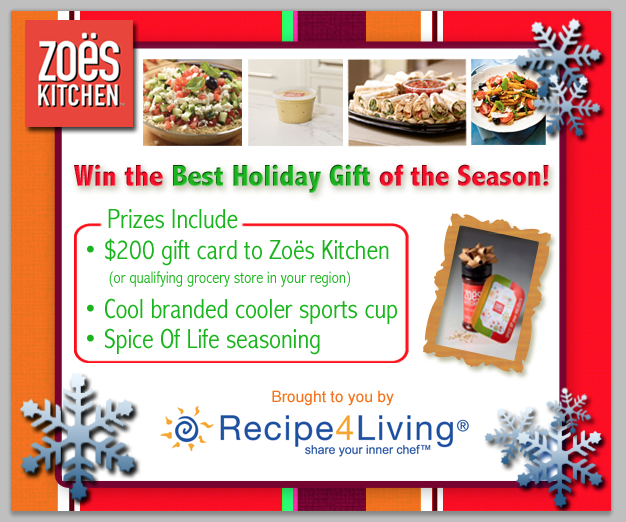 ZOËS
KITCHEN
Win the Best Holiday Gift of the Season!
Prizes Include
• $200 gift card to Zoës Kitchen
(or qualifying grocery store in your region)
• Cool branded cooler sports cup
• Spice Of Life seasoning
ZOËS
Brought to you by
Recipe4Living®
share your inner chef™